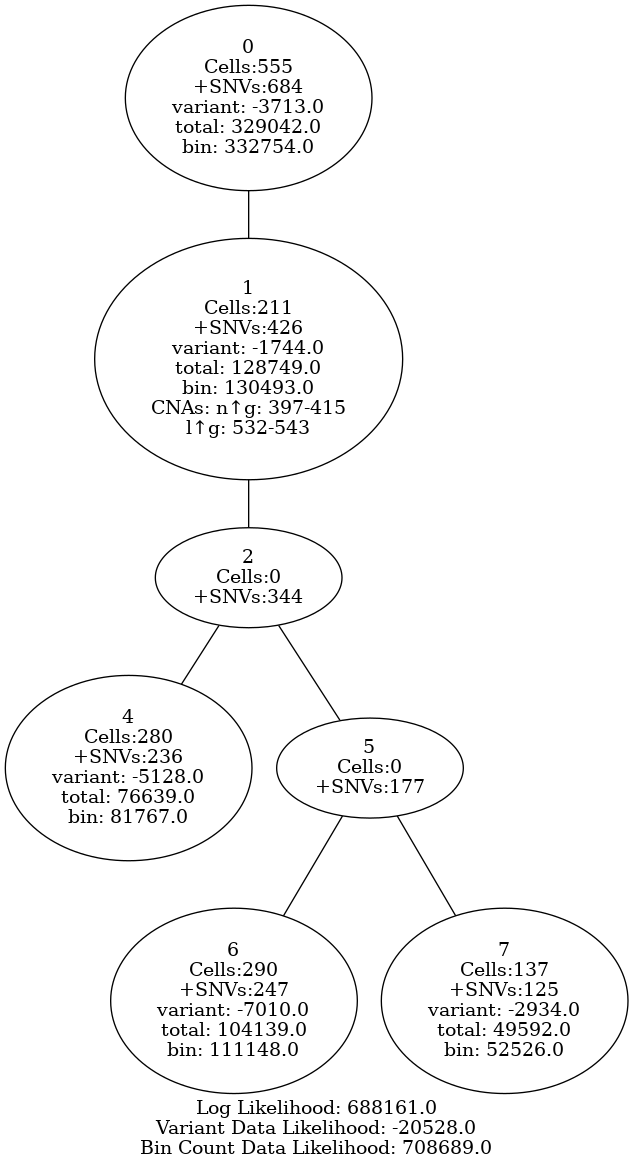 0
Cells:555
+SNVs:684
variant: -3713.0
total: 329042.0
bin: 332754.0
1
Cells:211
+SNVs:426
variant: -1744.0
total: 128749.0
bin: 130493.0
CNAs: n↑g: 397-415
l↑g: 532-543
2
Cells:0
+SNVs:344
4
Cells:280
+SNVs:236
variant: -5128.0
total: 76639.0
bin: 81767.0
5
Cells:0
+SNVs:177
6
Cells:290
+SNVs:247
variant: -7010.0
total: 104139.0
bin: 111148.0
7
Cells:137
+SNVs:125
variant: -2934.0
total: 49592.0
bin: 52526.0
Log Likelihood: 688161.0
Variant Data Likelihood: -20528.0
Bin Count Data Likelihood: 708689.0